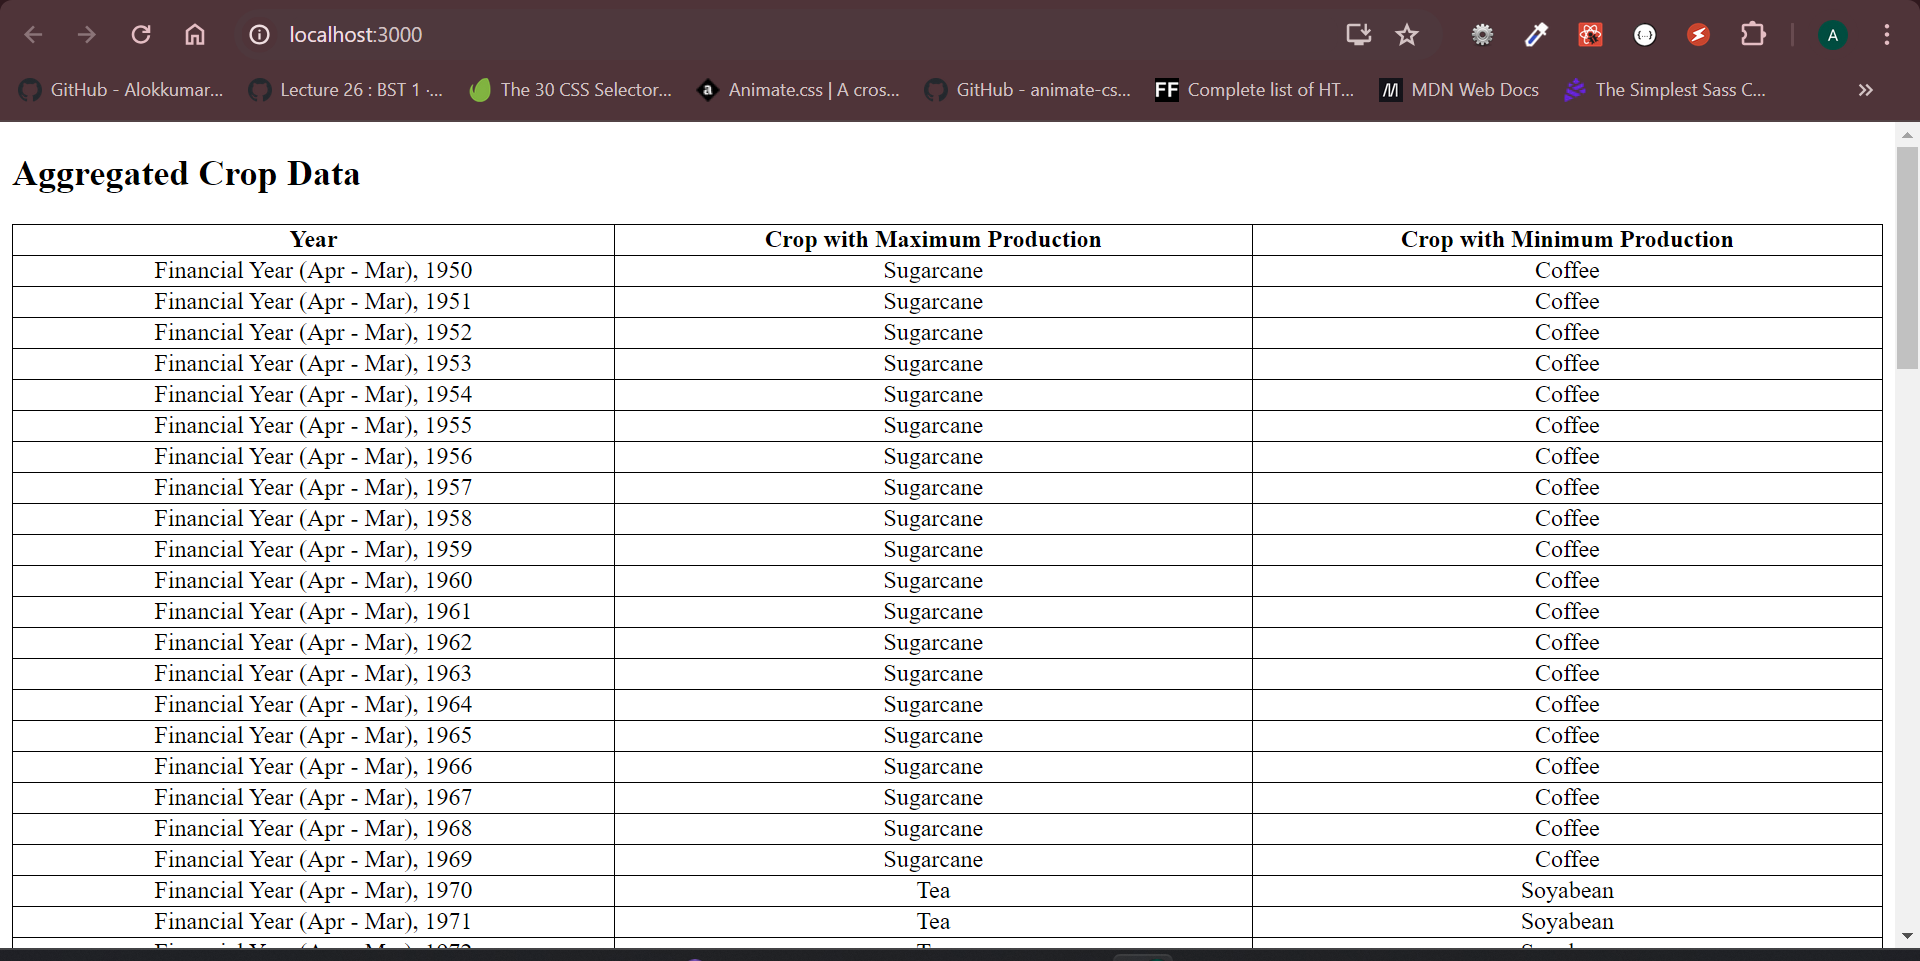 localhost:3000
A
GitHub - Alokkumar... Lecture 26 : BST 1 ·... The 30 CSS Selector... a Animate.css | A cros... GitHub - animate-cs... FF Complete list of HT... M MDN Web Docs The Simplest Sass C... »
Aggregated Crop Data
Year Crop with Maximum Production Crop with Minimum Production
Financial Year (Apr - Mar), 1950 Sugarcane Coffee
Financial Year (Apr - Mar), 1951 Sugarcane Coffee
Financial Year (Apr - Mar), 1952 Sugarcane Coffee
Financial Year (Apr - Mar), 1953 Sugarcane Coffee
Financial Year (Apr - Mar), 1954 Sugarcane Coffee
Financial Year (Apr - Mar), 1955 Sugarcane Coffee
Financial Year (Apr - Mar), 1956 Sugarcane Coffee
Financial Year (Apr - Mar), 1957 Sugarcane Coffee
Financial Year (Apr - Mar), 1958 Sugarcane Coffee
Financial Year (Apr - Mar), 1959 Sugarcane Coffee
Financial Year (Apr - Mar), 1960 Sugarcane Coffee
Financial Year (Apr - Mar), 1961 Sugarcane Coffee
Financial Year (Apr - Mar), 1962 Sugarcane Coffee
Financial Year (Apr - Mar), 1963 Sugarcane Coffee
Financial Year (Apr - Mar), 1964 Sugarcane Coffee
Financial Year (Apr - Mar), 1965 Sugarcane Coffee
Financial Year (Apr - Mar), 1966 Sugarcane Coffee
Financial Year (Apr - Mar), 1967 Sugarcane Coffee
Financial Year (Apr - Mar), 1968 Sugarcane Coffee
Financial Year (Apr - Mar), 1969 Sugarcane Coffee
Financial Year (Apr - Mar), 1970 Tea Soyabean
Financial Year (Apr - Mar), 1971 Tea Soyabean